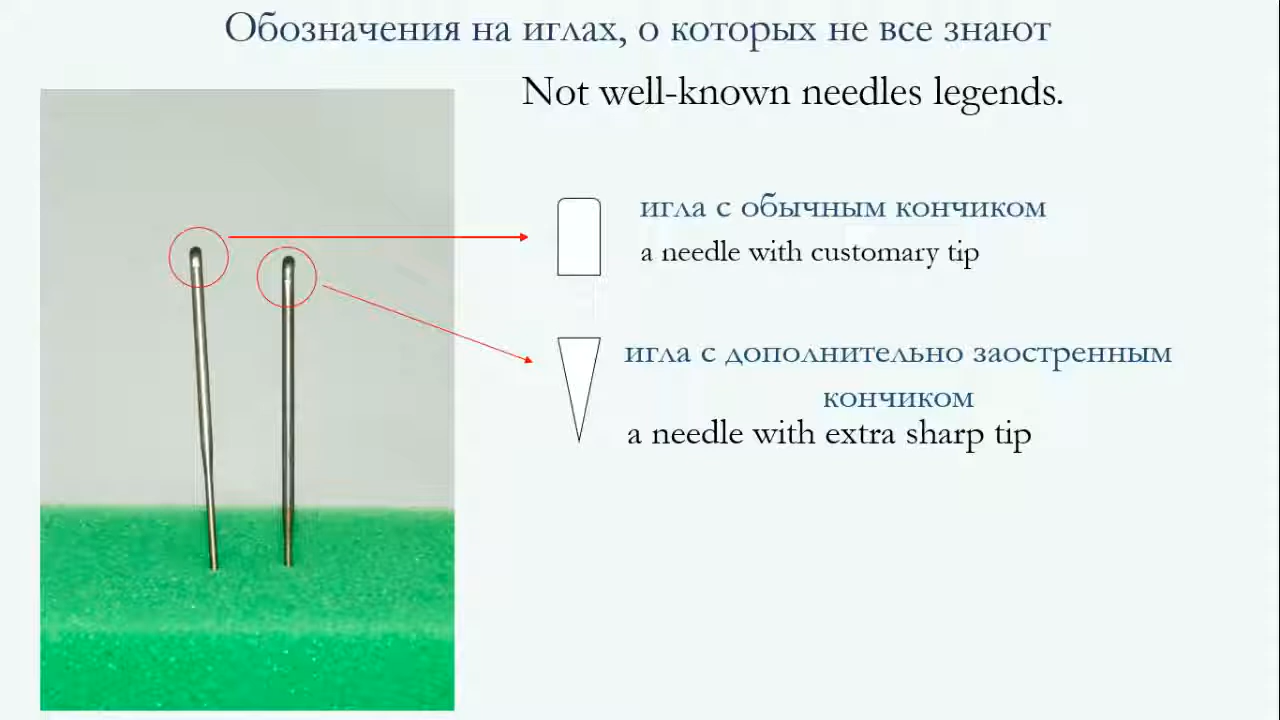 Обозначения на иглах, о которых не все знают
Not well-known needles legends.
игла с обычным кончиком
a needle with customary tip
игла с дополнительно заостренным
кончиком
a needle with extra sharp tip